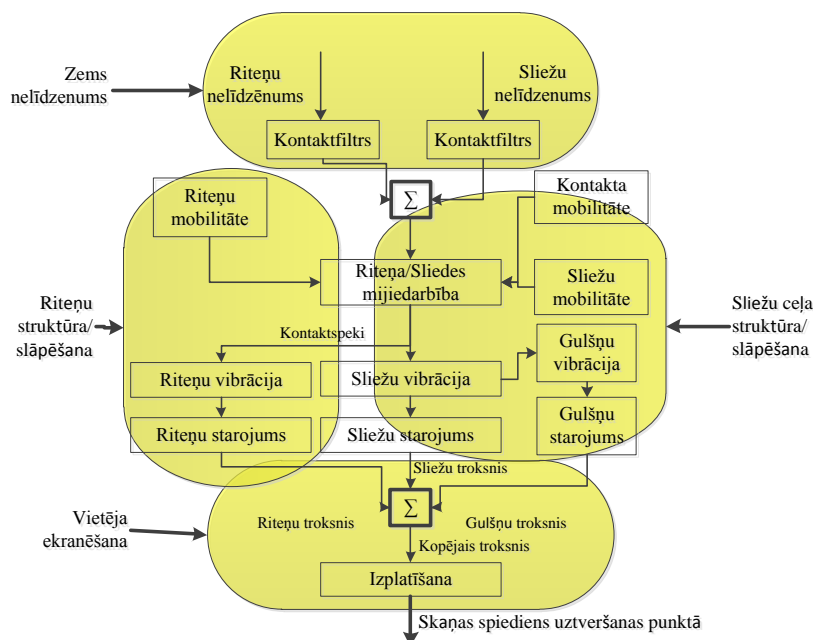 Zems
nelīdzenums
Riteņu
nelīdzēnums
Sliežu
nelīdzenums
Kontaktfiltrs
Kontaktfiltrs
∑
Riteņu
mobilitāte
Kontakta
mobilitāte
Riteņa/Sliedes
mijiedarbība
Sliežu
mobilitāte
Riteņu
struktūra/
slāpēšana
Sliežu ceļa
struktūra/
slāpēšana
Kontaktspeki
Gulšņu
vibrācija
Riteņu vibrācija
Sliežu vibrācija
Riteņu starojums
Sliežu starojums
Gulšņu
starojums
Sliežu troksnis
∑
Vietēja
ekranēšana
Riteņu troksnis
Gulšņu troksnis
Kopējais troksnis
Izplatīšana
Skaņas spiediens uztveršanas punktā